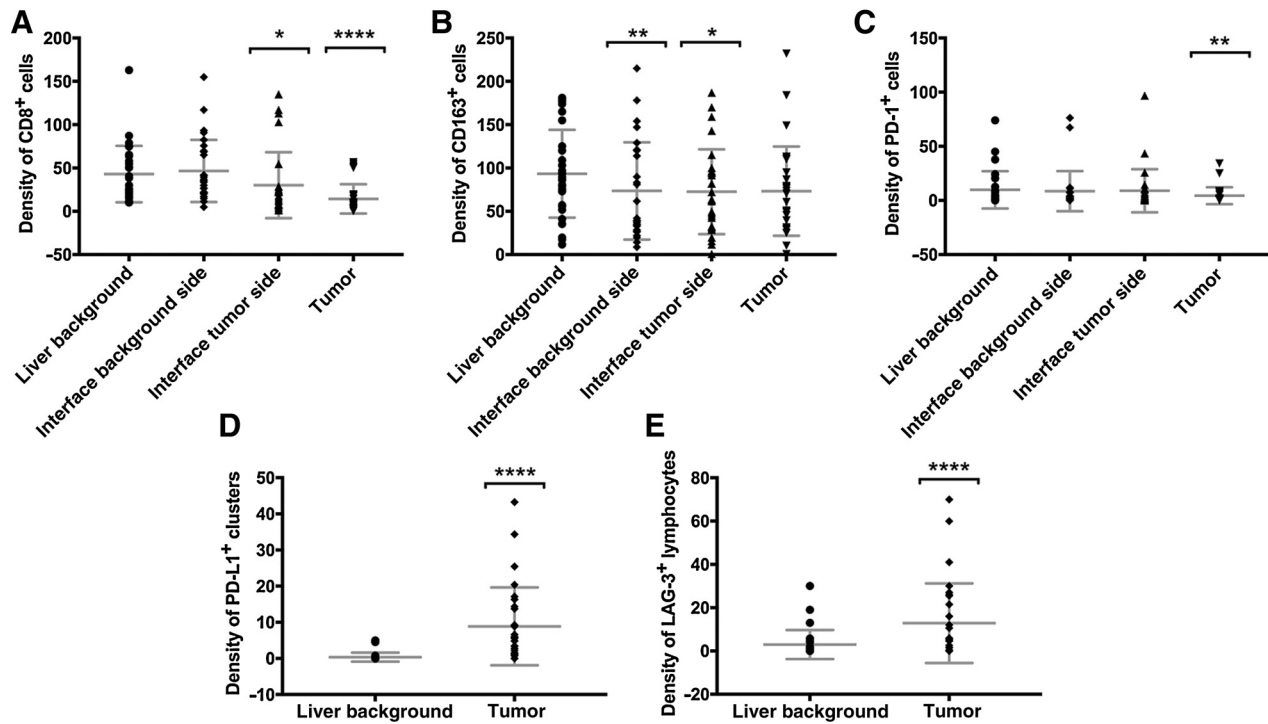 A
Density of CD8+ cells
200
150
100
50
0
–50
*
****
Liver background
Interface background side
Interface tumor side
Tumor
B
Density of CD163+ cells
250
200
150
100
50
0
**
*
Liver background
Interface background side
Interface tumor side
Tumor
C
Density of PD-1+ cells
150
100
50
0
–50
**
Liver background
Interface background side
Interface tumor side
Tumor
D
Density of PD-L1+ clusters
50
40
30
20
10
0
–10
****
Liver background
Tumor
E
Density of LAG-3+ lymphocytes
80
60
40
20
0
–20
****
Liver background
Tumor